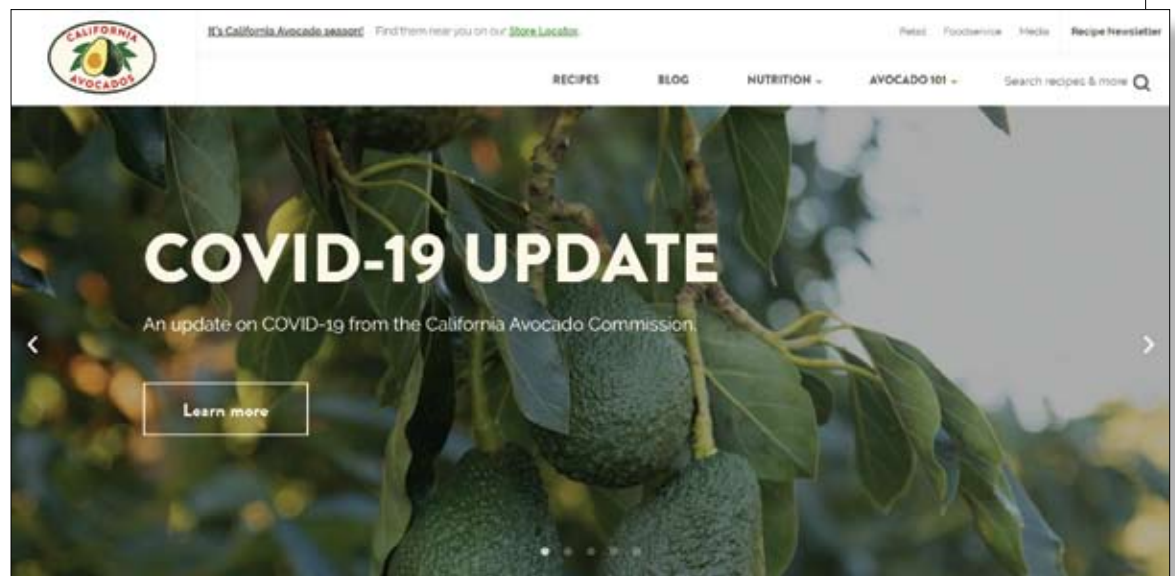 CALIFORNIA
AVOCADOS
It's California Avocado season! Find them near you on our Store Locator.
Retail Foodservice Media Recipe Newsletter
RECIPES BLOG NUTRITION AVOCADO 101 Search recipes & more
COVID-19 UPDATE
An update on COVID-19 from the California Avocado Commission.
Learn more